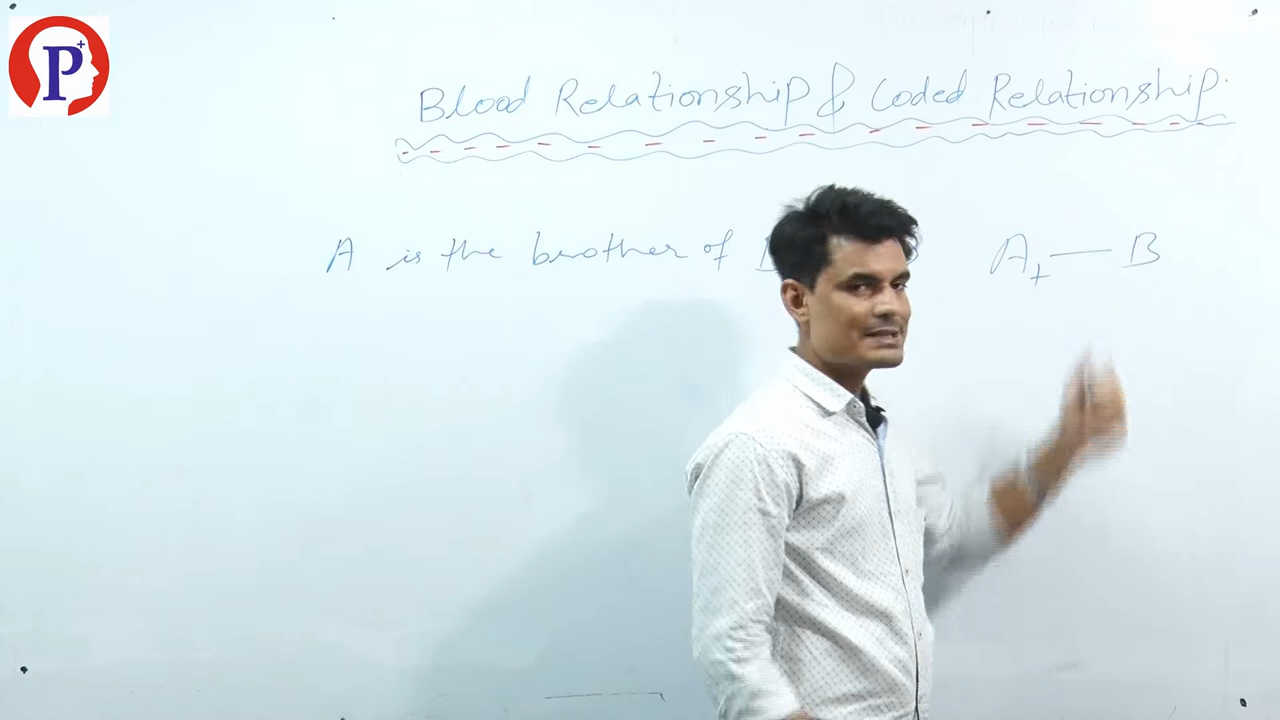 P+
Blood Relationship & Coded Relationship.
A is the brother of
A+ — B